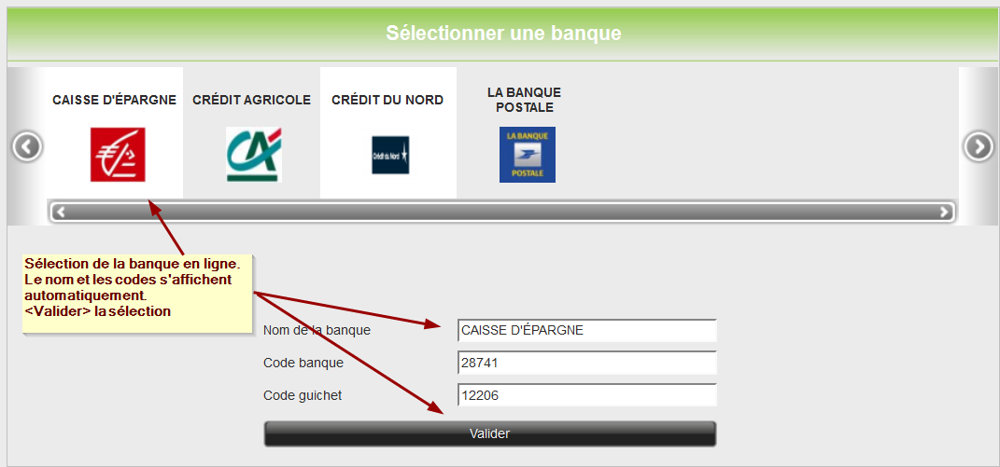 Sélectionner une banque
CAISSE D'ÉPARGNE
CRÉDIT AGRICOLE
CRÉDIT DU NORD
LA BANQUE
POSTALE
Crédit du Nord
LA BANQUE
POSTALE
Sélection de la banque en ligne.
Le nom et les codes s'affichent
automatiquement.
<Valider> la sélection
Nom de la banque
CAISSE D'ÉPARGNE
Code banque
28741
Code guichet
12206
Valider